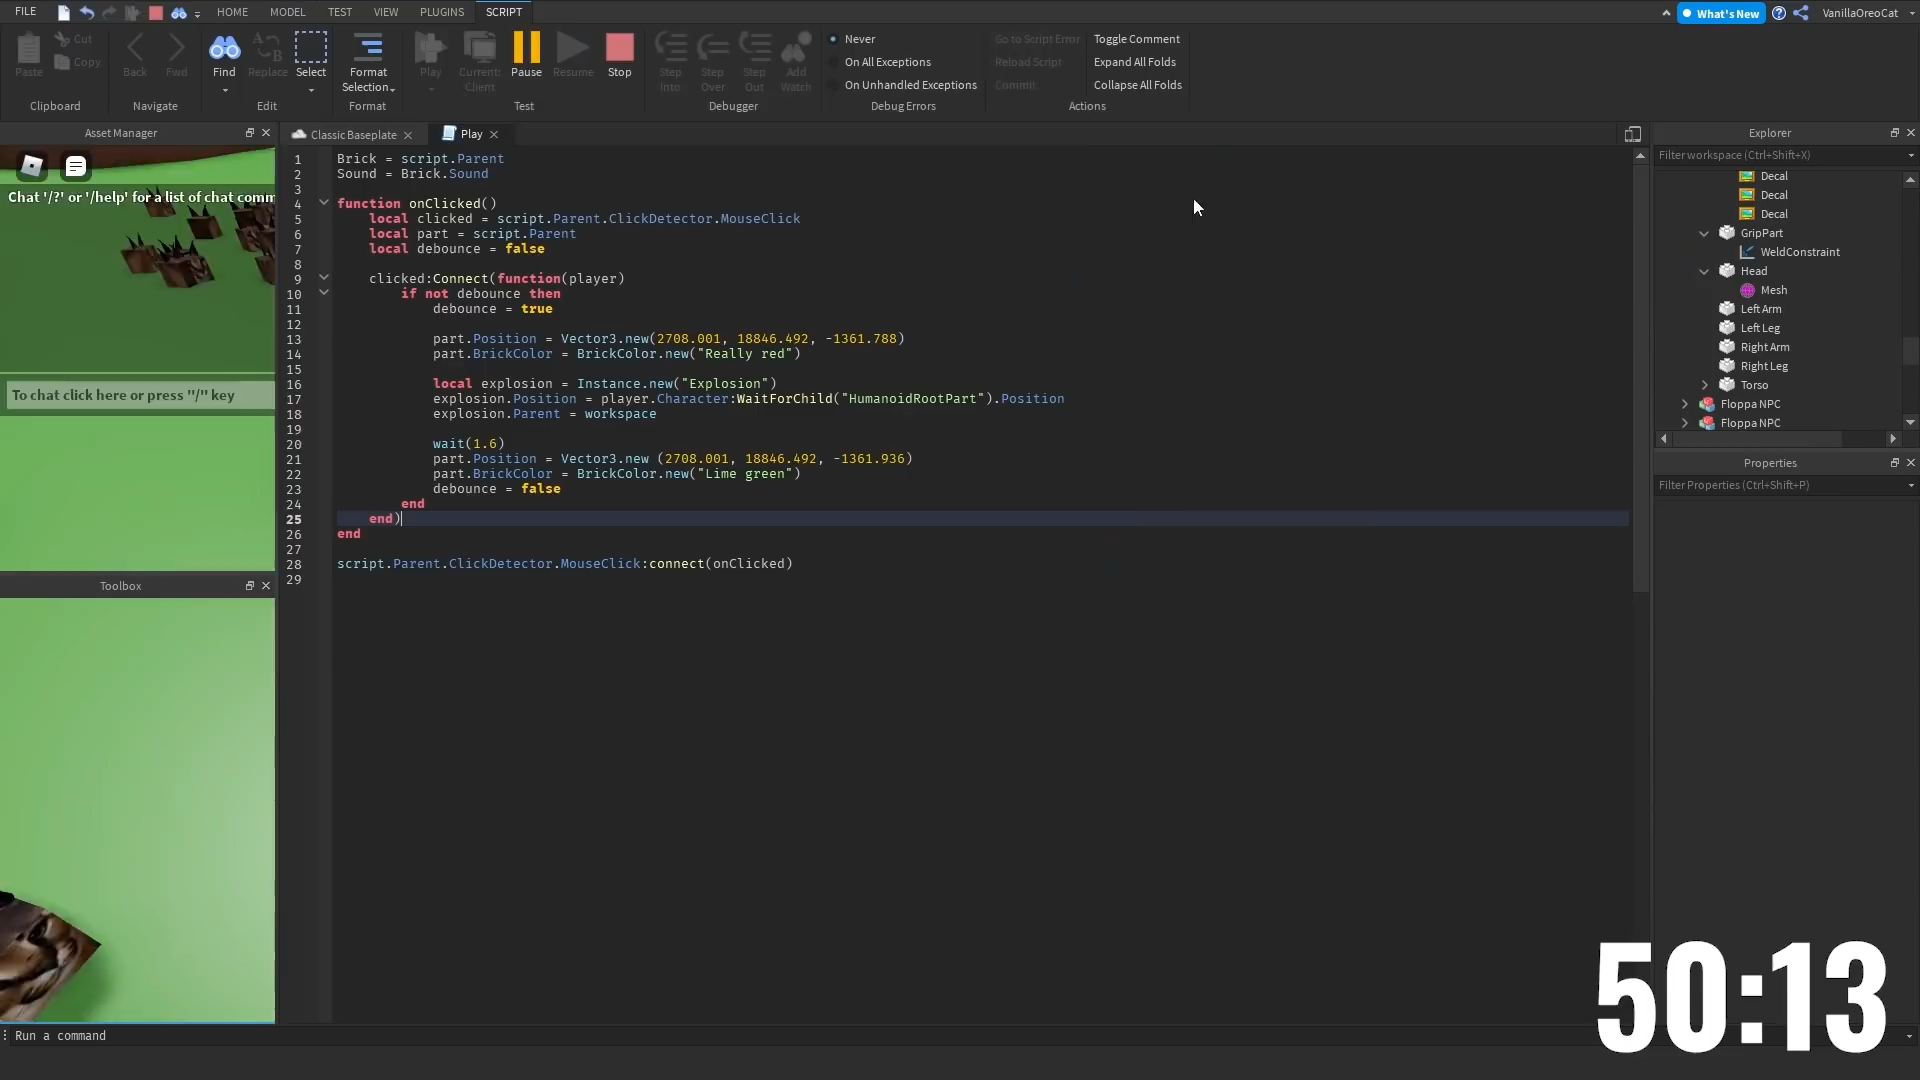 FILE HOME MODEL TEST VIEW PLUGINS SCRIPT What's New VanillaOreoCat
Cut
Copy
Paste
Clipboard
Back Fwd
Navigate
Find Replace Select
Edit
Format
Selection
Format
Play Current:
Client Pause Resume Stop
Test
Step
Into Step
Over Step
Out Add
Watch
Debugger
Never
On All Exceptions
On Unhandled Exceptions
Debug Errors
Go to Script Error Toggle Comment
Reload Script Expand All Folds
Commit Collapse All Folds
Actions
Asset Manager
Chat '/?' or '/help' for a list of chat comm
To chat click here or press "/" key
Toolbox
Classic Baseplate Play
1 Brick = script.Parent
2 Sound = Brick.Sound
3
4 function onClicked()
5 local clicked = script.Parent.ClickDetector.MouseClick
6 local part = script.Parent
7 local debounce = false
8
9 clicked:Connect(function(player)
10 if not debounce then
11 debounce = true
12
13 part.Position = Vector3.new(2708.001, 18846.492, -1361.788)
14 part.BrickColor = BrickColor.new("Really red")
15
16 local explosion = Instance.new("Explosion")
17 explosion.Position = player.Character:WaitForChild("HumanoidRootPart").Position
18 explosion.Parent = workspace
19
20 wait(1.6)
21 part.Position = Vector3.new (2708.001, 18846.492, -1361.936)
22 part.BrickColor = BrickColor.new("Lime green")
23 debounce = false
24 end
25 end)
26 end
27
28 script.Parent.ClickDetector.MouseClick:connect(onClicked)
29
Explorer
Filter workspace (Ctrl+Shift+X)
Decal
Decal
Decal
GripPart
WeldConstraint
Head
Mesh
Left Arm
Left Leg
Right Arm
Right Leg
Torso
Floppa NPC
Floppa NPC
Properties
Filter Properties (Ctrl+Shift+P)
50:13
Run a command